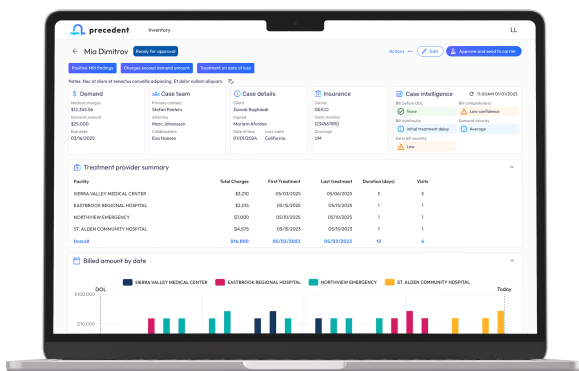 precedent Inventory LL
← Mia Dimitrov Ready for approval Actions Edit Approve and send to carrier
Positive MRI findings Charges exceed demand amount Treatment on date of loss
Notes: Nec at diam et senectus convallis adipiscing. Et dolor nullam aliquam.
$ Demand
Medical charges
$12,345.56
Demand amount
$25,000
Due date
03/16/2025
Case team
Primary contact
Stefan Peeters
Attorney
Marc Johansson
Collaborators
Eva Hansen
Case details
Client
Zainab Baghdadi
Insured
Mariam Afumba
Date of loss Loss state
01/01/2024 California
Insurance
Carrier
GEICO
Claim number
1234567890
Coverage
UM
Case intelligence 11:00AM 01/01/2025
Bill before DOL Bill completeness
None Low confidence
Bill continuity Demand velocity
Initial treatment delay Average
Early bill severity
Low
Treatment provider summary
Facility Total Charges First Treatment Last treatment Duration (days) Visits
SIERRA VALLEY MEDICAL CENTER $3,210 05/03/2025 05/06/2025 3 3
EASTBROOK REGIONAL HOSPITAL $2,015 05/15/2025 05/15/2025 1 1
NORTHVIEW EMERGENCY $7,000 05/10/2025 05/10/2025 1 1
ST. ALDEN COMMUNITY HOSPITAL $4,675 05/15/2023 05/15/2023 1 1
Overall $16,800 05/03/2023 05/03/2023 12 6
Billed amount by date
SIERRA VALLEY MEDICAL CENTER EASTBROOK REGIONAL HOSPITAL NORTHVIEW EMERGENCY ST. ALDEN COMMUNITY HOSPITAL
DOL Today
$100,000
$10,000